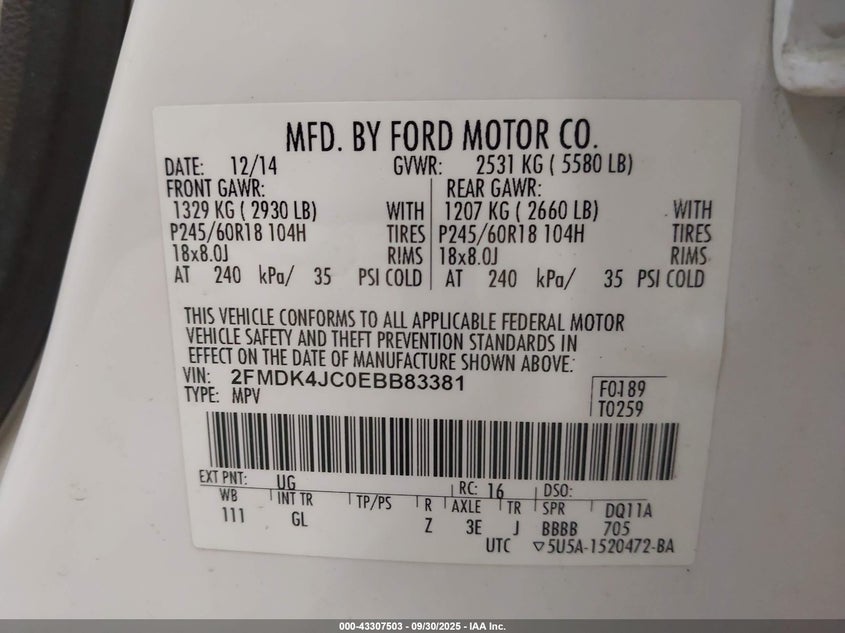 MFD. BY FORD MOTOR CO.
DATE: 12/14 GVWR: 2531 KG ( 5580 LB)
FRONT GAWR: REAR GAWR:
1329 KG ( 2930 LB) WITH 1207 KG ( 2660 LB) WITH
P245/60R18 104H TIRES P245/60R18 104H TIRES
18x8.0J RIMS 18x8.0J RIMS
AT 240 kPa/ 35 PSI COLD AT 240 kPa/ 35 PSI COLD
THIS VEHICLE CONFORMS TO ALL APPLICABLE FEDERAL MOTOR
VEHICLE SAFETY AND THEFT PREVENTION STANDARDS IN
EFFECT ON THE DATE OF MANUFACTURE SHOWN ABOVE:
VIN: 2FMDK4JC0EBB83381 F0189
TYPE: MPV T0259
EXT PNT: UG RC: 16 DSO:
WB INT TR TP/PS R AXLE TR SPR DQ11A
111 GL Z 3E J BBBB 705
UTC ▽5U5A-1520472-BA
000-43307503 - 09/30/2025 - IAA Inc.